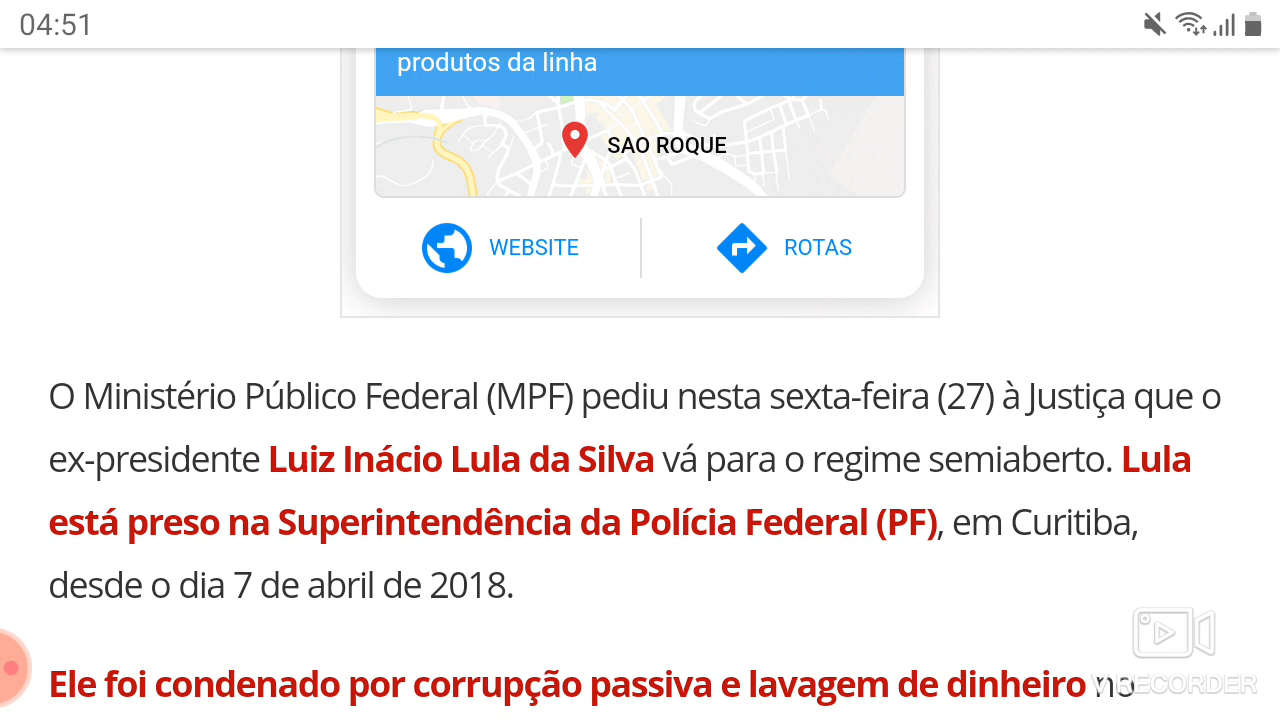 04:51
produtos da linha
SAO ROQUE
WEBSITE
ROTAS
O Ministério Público Federal (MPF) pediu nesta sexta-feira (27) à Justiça que o
ex-presidente Luiz Inácio Lula da Silva vá para o regime semiaberto. Lula
está preso na Superintendência da Polícia Federal (PF), em Curitiba,
desde o dia 7 de abril de 2018.
Ele foi condenado por corrupção passiva e lavagem de dinheiro no
V RECORDER